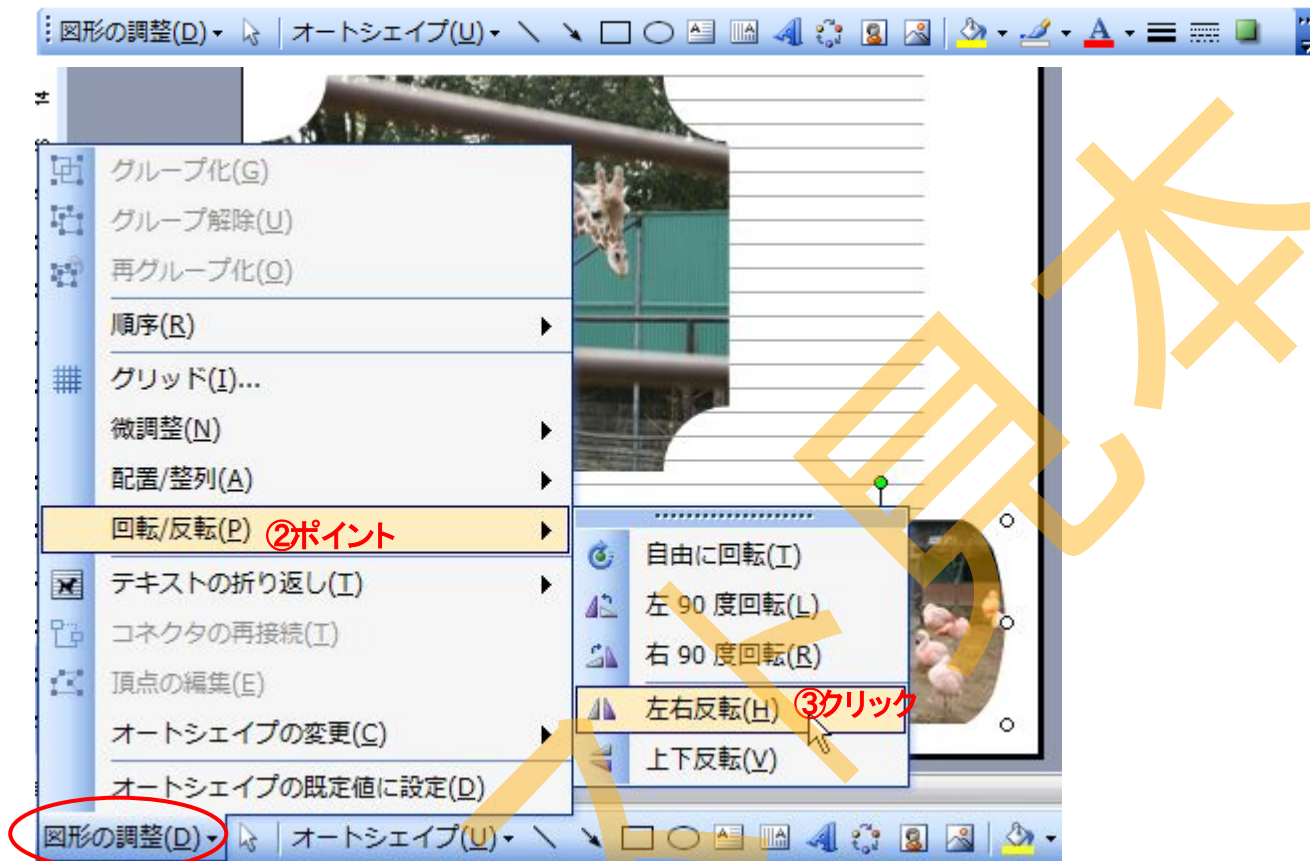 図形の調整(D) オートシェイプ(U)
グループ化(G)
グループ解除(U)
再グループ化(O)
順序(R)
グリッド(I)...
微調整(N)
配置/整列(A)
回転/反転(P) ②ポイント
テキストの折り返し(T)
コネクタの再接続(T)
頂点の編集(E)
オートシェイプの変更(C)
オートシェイプの既定値に設定(D)
自由に回転(T)
左 90 度回転(L)
右 90 度回転(R)
左右反転(H) ③クリック
上下反転(V)
図形の調整(D) オートシェイプ(U)
ト見本